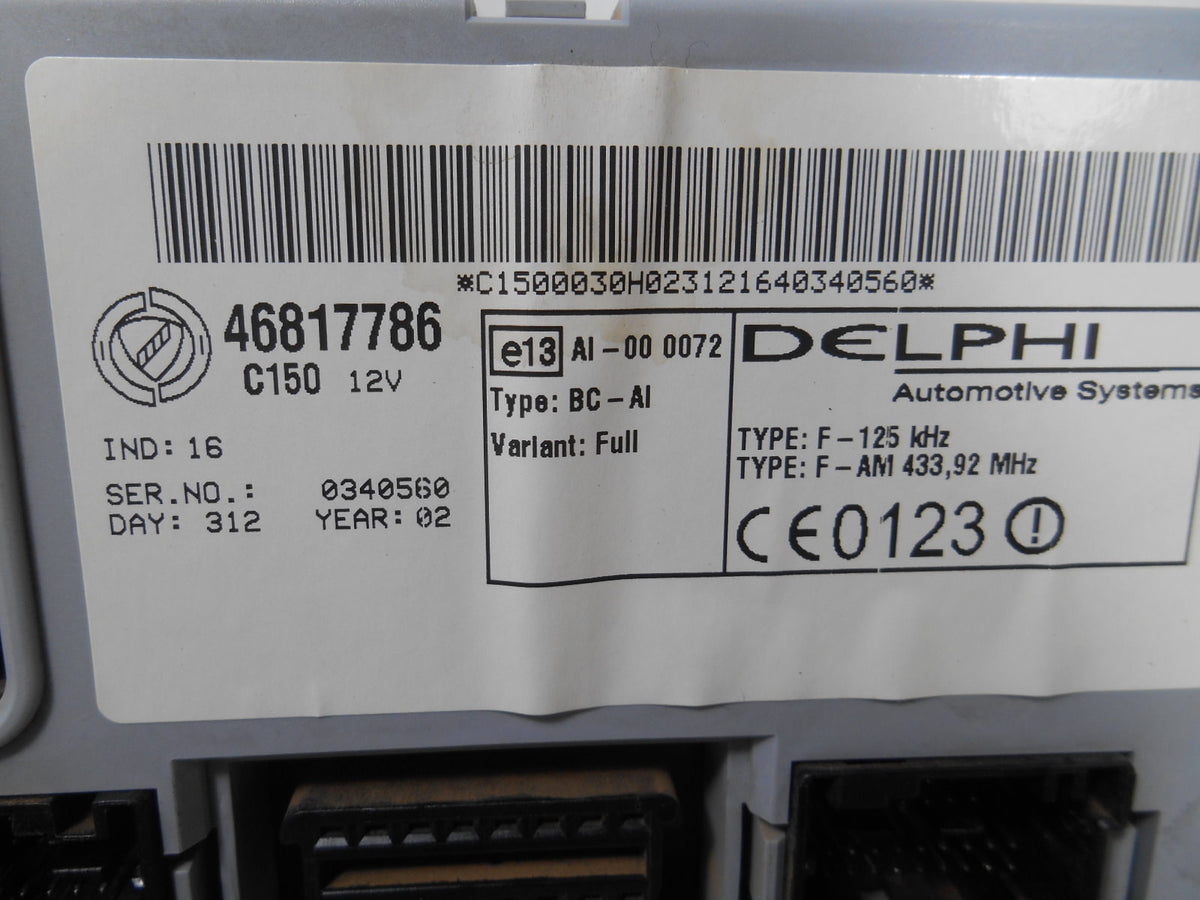 *C1500030H023121640340560*
46817786
C150 12V
IND: 16
SER.NO.: 0340560
DAY: 312 YEAR: 02
e13 AI-00 0072
Type: BC-AI
Variant: Full
DELPHI
Automotive Systems
TYPE: F-125 kHz
TYPE: F-AM 433,92 MHz
CE0123 !